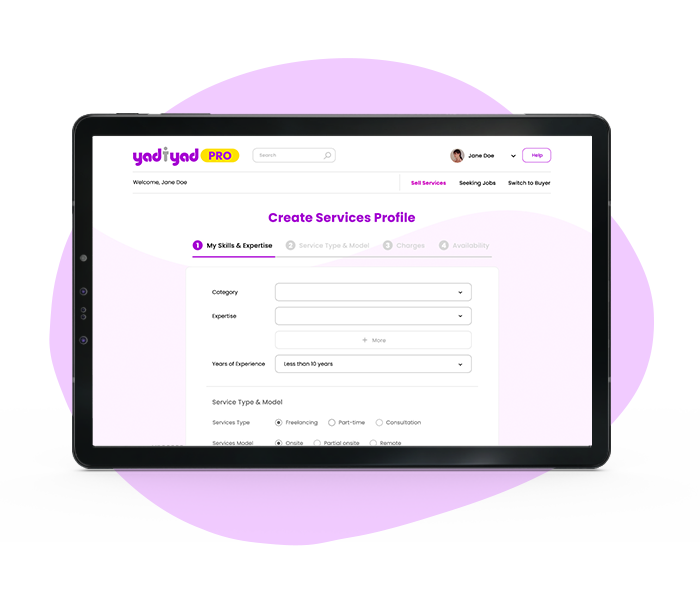 yadiyad PRO
Search
Jane Doe
Help
Welcome, Jane Doe
Sell Services
Seeking Jobs
Switch to Buyer
Create Services Profile
1 My Skills & Expertise
2 Service Type & Model
3 Charges
4 Availability
Category
Expertise
+ More
Years of Experience
Less than 10 years
Service Type & Model
Services Type
Freelancing
Part-time
Consultation
Services Model
Onsite
Partial onsite
Remote